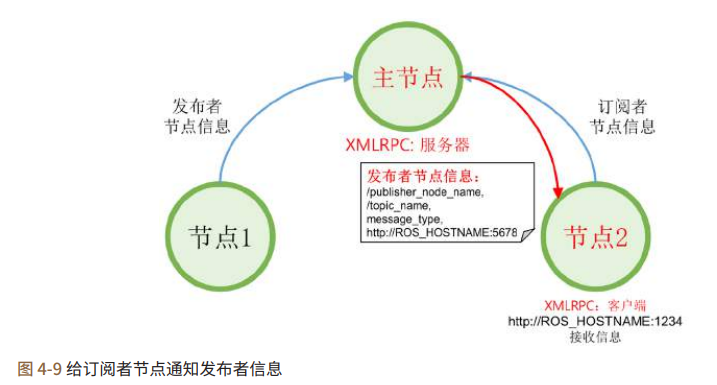 主节点
发布者
节点信息
订阅者
节点信息
XMLRPC: 服务器
发布者节点信息：
/publisher_node_name,
/topic_name,
message_type,
http://ROS_HOSTNAME:5678
节点1
节点2
XMLRPC：客户端
http://ROS_HOSTNAME:1234
接收信息
图 4-9 给订阅者节点通知发布者信息